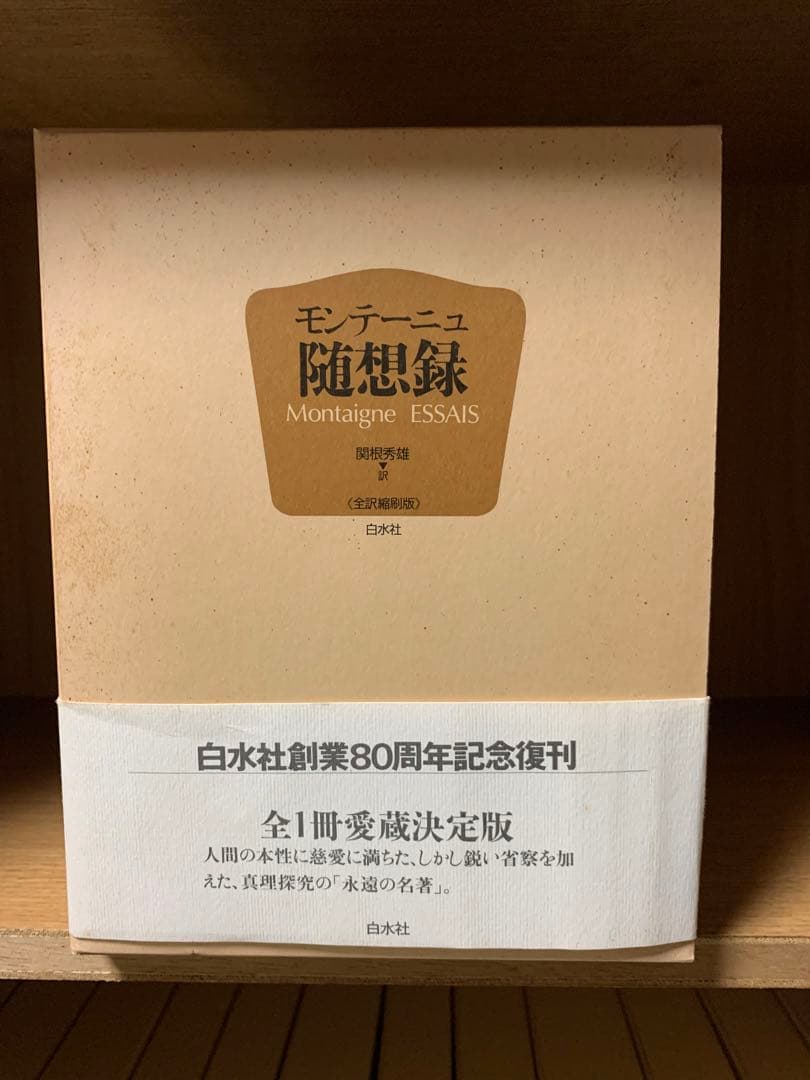 モンテーニュ
随想録
Montaigne ESSAIS
関根秀雄
▼
訳
〈全訳縮刷版〉
白水社
白水社創業80周年記念復刊
全1冊愛蔵決定版
人間の本性に慈愛に満ちた、しかし鋭い省察を加
えた、真理探究の「永遠の名著」。
白水社